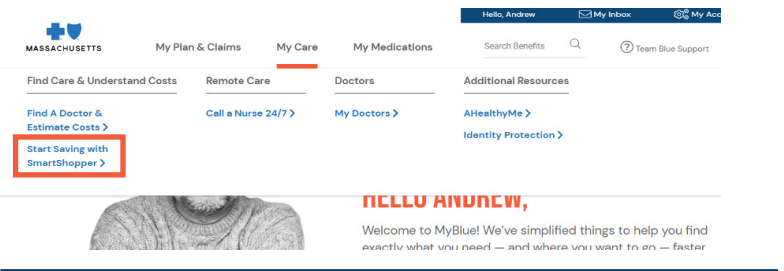 Hello, Andrew My Inbox My Acc
MASSACHUSETTS My Plan & Claims My Care My Medications Search Benefits Team Blue Support
Find Care & Understand Costs Remote Care Doctors Additional Resources
Find A Doctor & Call a Nurse 24/7 My Doctors AHealthyMe
Estimate Costs
Identity Protection
Start Saving with
SmartShopper
HELLO ANDREW,
Welcome to MyBlue! We've simplified things to help you find
exactly what you need — and where you want to go — faster